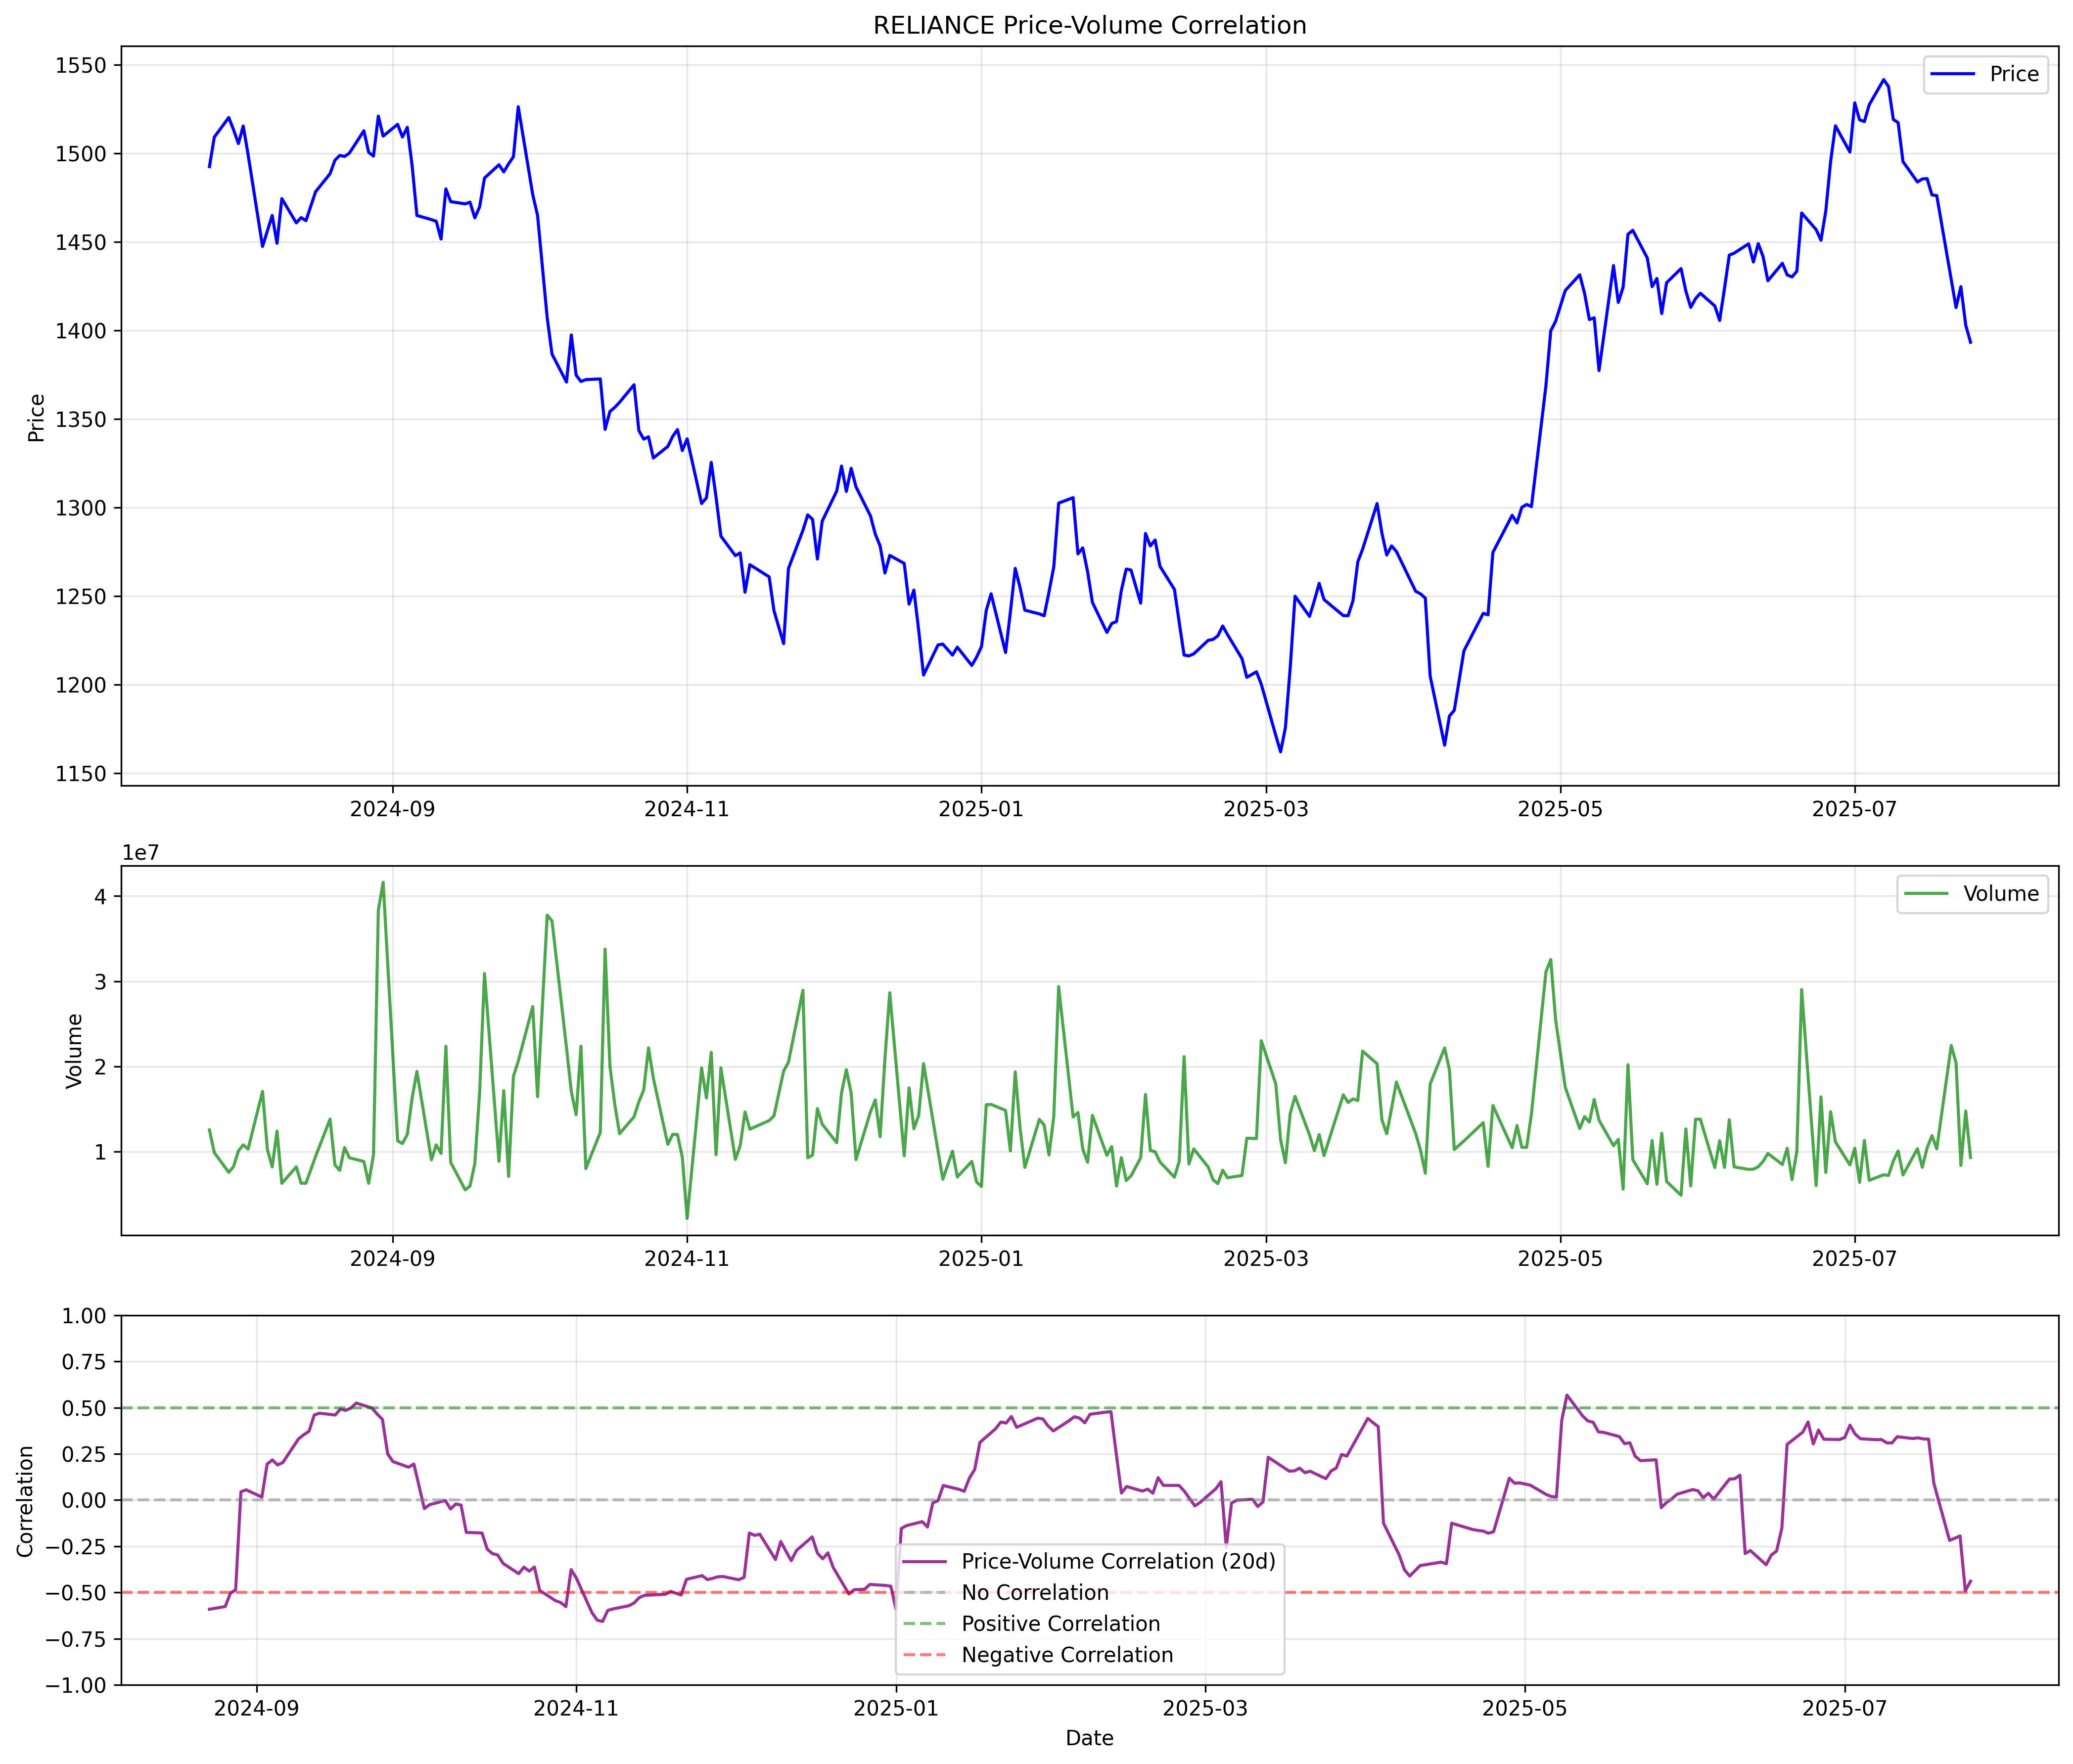 RELIANCE Price-Volume Correlation
1550
1500
1450
1400
1350
1300
1250
1200
1150
Price
Price
2024-09 2024-11 2025-01 2025-03 2025-05 2025-07
1e7
4
3
2
1
Volume
Volume
2024-09 2024-11 2025-01 2025-03 2025-05 2025-07
1.00
0.75
0.50
0.25
0.00
−0.25
−0.50
−0.75
−1.00
Correlation
Price-Volume Correlation (20d)
No Correlation
Positive Correlation
Negative Correlation
2024-09 2024-11 2025-01 2025-03 2025-05 2025-07
Date